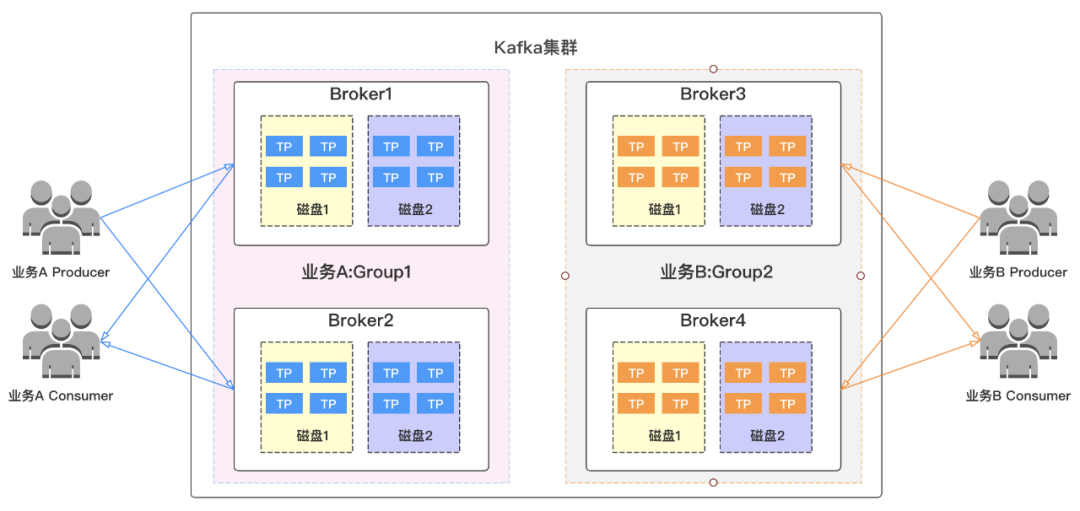 Kafka集群
Broker1
TP TP TP TP
TP TP TP TP
磁盘1 磁盘2
Broker3
TP TP TP TP
TP TP TP TP
磁盘1 磁盘2
业务A Producer
业务A:Group1
业务B:Group2
业务B Producer
Broker2
TP TP TP TP
TP TP TP TP
磁盘1 磁盘2
Broker4
TP TP TP TP
TP TP TP TP
磁盘1 磁盘2
业务A Consumer
业务B Consumer